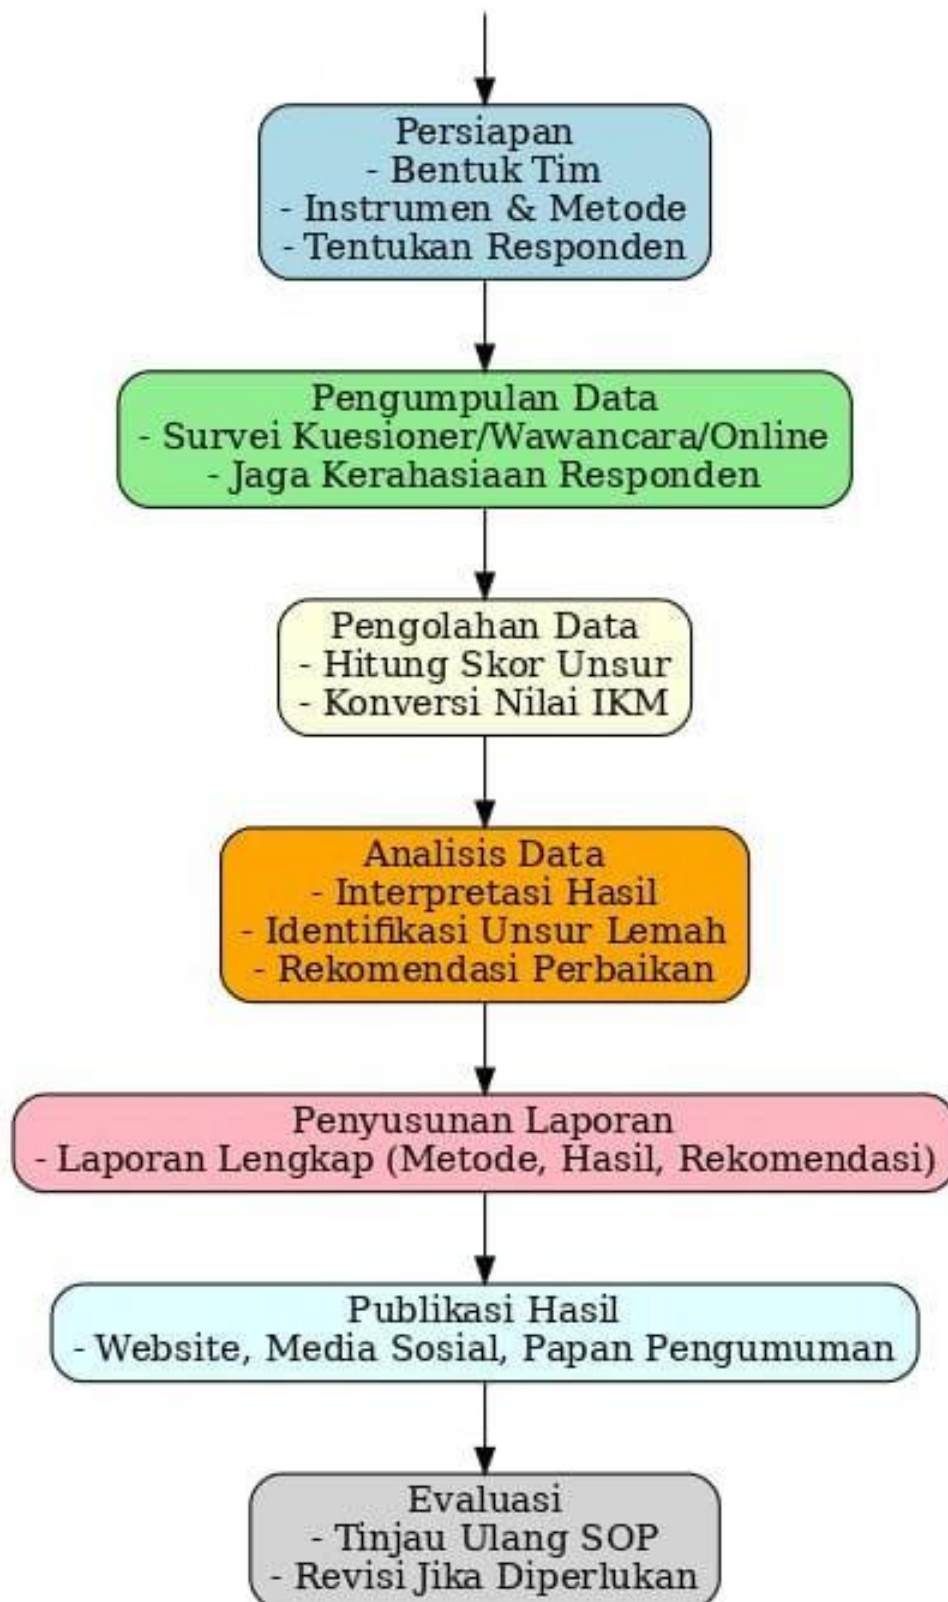 Persiapan
- Bentuk Tim
- Instrumen & Metode
- Tentukan Responden
Pengumpulan Data
- Survei Kuesioner/Wawancara/Online
- Jaga Kerahasiaan Responden
Pengolahan Data
- Hitung Skor Unsur
- Konversi Nilai IKM
Analisis Data
- Interpretasi Hasil
- Identifikasi Unsur Lemah
- Rekomendasi Perbaikan
Penyusunan Laporan
- Laporan Lengkap (Metode, Hasil, Rekomendasi)
Publikasi Hasil
- Website, Media Sosial, Papan Pengumuman
Evaluasi
- Tinjau Ulang SOP
- Revisi Jika Diperlukan